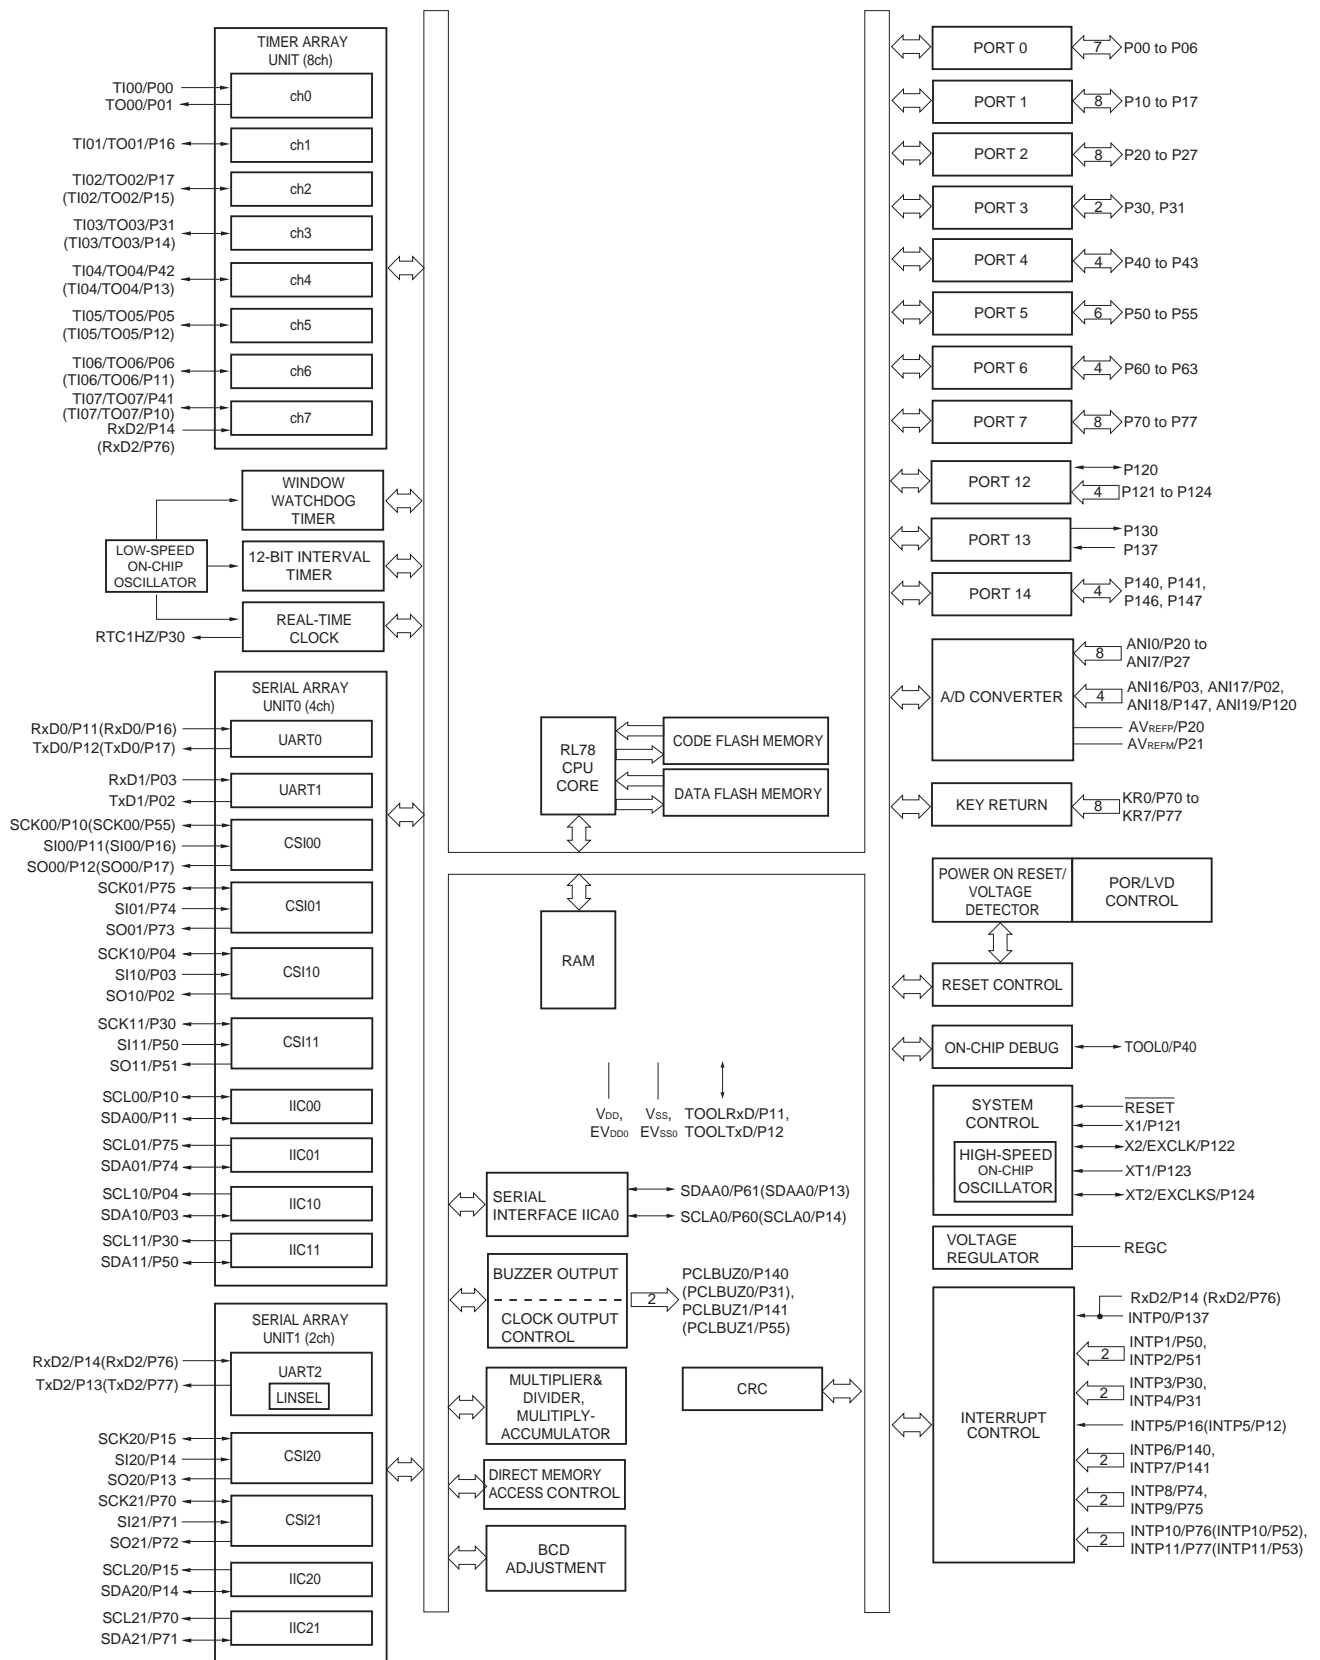 TIMER ARRAY
UNIT (8ch)
TI00/P00
TO00/P01
ch0
TI01/TO01/P16
ch1
TI02/TO02/P17
(TI02/TO02/P15)
ch2
TI03/TO03/P31
(TI03/TO03/P14)
ch3
TI04/TO04/P42
(TI04/TO04/P13)
ch4
TI05/TO05/P05
(TI05/TO05/P12)
ch5
TI06/TO06/P06
(TI06/TO06/P11)
ch6
TI07/TO07/P41
(TI07/TO07/P10)
RxD2/P14
(RxD2/P76)
ch7
WINDOW
WATCHDOG
TIMER
LOW-SPEED
ON-CHIP
OSCILLATOR
12-BIT INTERVAL
TIMER
REAL-TIME
CLOCK
RTC1HZ/P30
SERIAL ARRAY
UNIT0 (4ch)
RxD0/P11(RxD0/P16)
TxD0/P12(TxD0/P17)
UART0
RxD1/P03
TxD1/P02
UART1
SCK00/P10(SCK00/P55)
SI00/P11(SI00/P16)
SO00/P12(SO00/P17)
CSI00
SCK01/P75
SI01/P74
SO01/P73
CSI01
SCK10/P04
SI10/P03
SO10/P02
CSI10
SCK11/P30
SI11/P50
SO11/P51
CSI11
SCL00/P10
SDA00/P11
IIC00
SCL01/P75
SDA01/P74
IIC01
SCL10/P04
SDA10/P03
IIC10
SCL11/P30
SDA11/P50
IIC11
SERIAL ARRAY
UNIT1 (2ch)
RxD2/P14(RxD2/P76)
TxD2/P13(TxD2/P77)
UART2
LINSEL
SCK20/P15
SI20/P14
SO20/P13
CSI20
SCK21/P70
SI21/P71
SO21/P72
CSI21
SCL20/P15
SDA20/P14
IIC20
SCL21/P70
SDA21/P71
IIC21
RL78
CPU
CORE
CODE FLASH MEMORY
DATA FLASH MEMORY
RAM
VDD,
EVDD0
VSS,
EVSS0
TOOLRxD/P11,
TOOLTxD/P12
SERIAL
INTERFACE IICA0
SDAA0/P61(SDAA0/P13)
SCLA0/P60(SCLA0/P14)
BUZZER OUTPUT
CLOCK OUTPUT
CONTROL
2
PCLBUZ0/P140
(PCLBUZ0/P31),
PCLBUZ1/P141
(PCLBUZ1/P55)
MULTIPLIER&
DIVIDER,
MULITIPLY-
ACCUMULATOR
CRC
DIRECT MEMORY
ACCESS CONTROL
BCD
ADJUSTMENT
PORT 0
7
P00 to P06
PORT 1
8
P10 to P17
PORT 2
8
P20 to P27
PORT 3
2
P30, P31
PORT 4
4
P40 to P43
PORT 5
6
P50 to P55
PORT 6
4
P60 to P63
PORT 7
8
P70 to P77
PORT 12
P120
4
P121 to P124
PORT 13
P130
P137
PORT 14
4
P140, P141,
P146, P147
A/D CONVERTER
8
ANI0/P20 to
ANI7/P27
4
ANI16/P03, ANI17/P02,
ANI18/P147, ANI19/P120
AVREFP/P20
AVREFM/P21
KEY RETURN
8
KR0/P70 to
KR7/P77
POWER ON RESET/
VOLTAGE
DETECTOR
POR/LVD
CONTROL
RESET CONTROL
ON-CHIP DEBUG
TOOL0/P40
SYSTEM
CONTROL
HIGH-SPEED
ON-CHIP
OSCILLATOR
RESET
X1/P121
X2/EXCLK/P122
XT1/P123
XT2/EXCLKS/P124
VOLTAGE
REGULATOR
REGC
INTERRUPT
CONTROL
RxD2/P14 (RxD2/P76)
INTP0/P137
2
INTP1/P50,
INTP2/P51
2
INTP3/P30,
INTP4/P31
INTP5/P16(INTP5/P12)
2
INTP6/P140,
INTP7/P141
2
INTP8/P74,
INTP9/P75
2
INTP10/P76(INTP10/P52),
INTP11/P77(INTP11/P53)